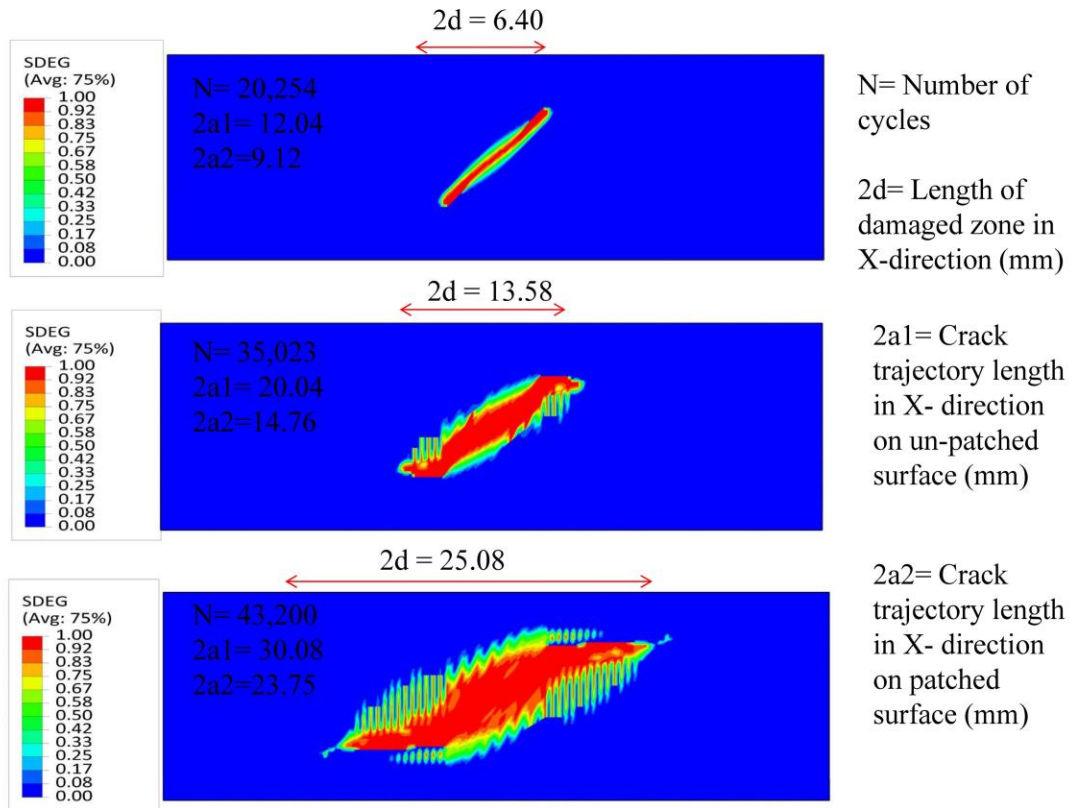 2d = 6.40
SDEG
(Avg: 75%)
1.00
0.92
0.83
0.75
0.67
0.58
0.50
0.42
0.33
0.25
0.17
0.08
0.00
N= 20,254
2a1= 12.04
2a2=9.12
N= Number of
cycles
2d= Length of
damaged zone in
X-direction (mm)
2d = 13.58
SDEG
(Avg: 75%)
1.00
0.92
0.83
0.75
0.67
0.58
0.50
0.42
0.33
0.25
0.17
0.08
0.00
N= 35,023
2a1= 20.04
2a2=14.76
2a1= Crack
trajectory length
in X- direction
on un-patched
surface (mm)
2d = 25.08
SDEG
(Avg: 75%)
1.00
0.92
0.83
0.75
0.67
0.58
0.50
0.42
0.33
0.25
0.17
0.08
0.00
N= 43,200
2a1= 30.08
2a2=23.75
2a2= Crack
trajectory length
in X- direction
on patched
surface (mm)